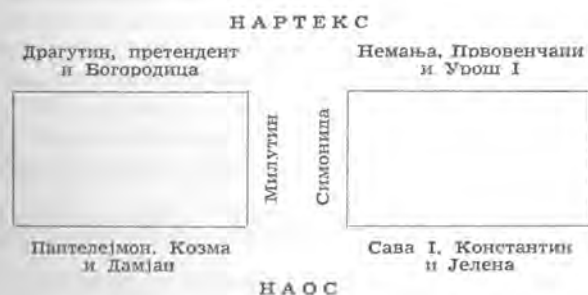 НАРТЕКС
Драгутин, претендент
и Богородица
Немања, Првовенчани
и Урош I
Милутин
Симонида
Пантелејмон, Козма
и Дамјан
Сава I, Константин
и Јелена
НАОС